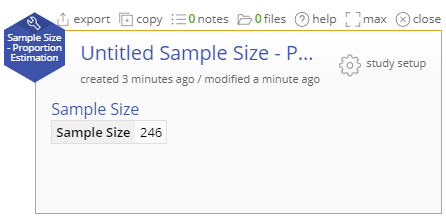 export copy 0 notes 0 files help max close
Sample Size
- Proportion
Estimation
Untitled Sample Size - P...
created 3 minutes ago / modified a minute ago
study setup
Sample Size
Sample Size 246